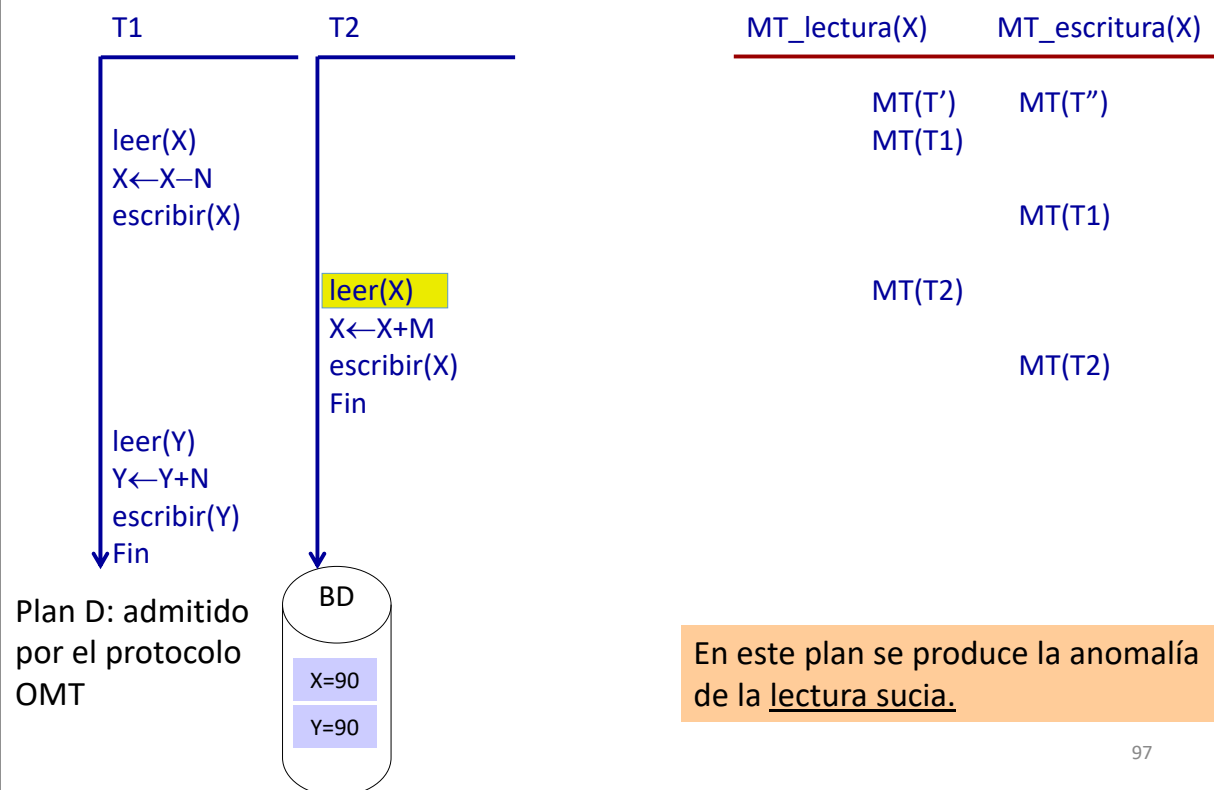 T1 T2 MT_lectura(X) MT_escritura(X)
MT(T’) MT(T”)
leer(X) MT(T1)
X←X−N
escribir(X) MT(T1)
leer(X) MT(T2)
X←X+M
escribir(X) MT(T2)
Fin
leer(Y)
Y←Y+N
escribir(Y)
Fin
Plan D: admitido
por el protocolo
OMT
BD
X=90
Y=90
En este plan se produce la anomalía
de la lectura sucia.
97